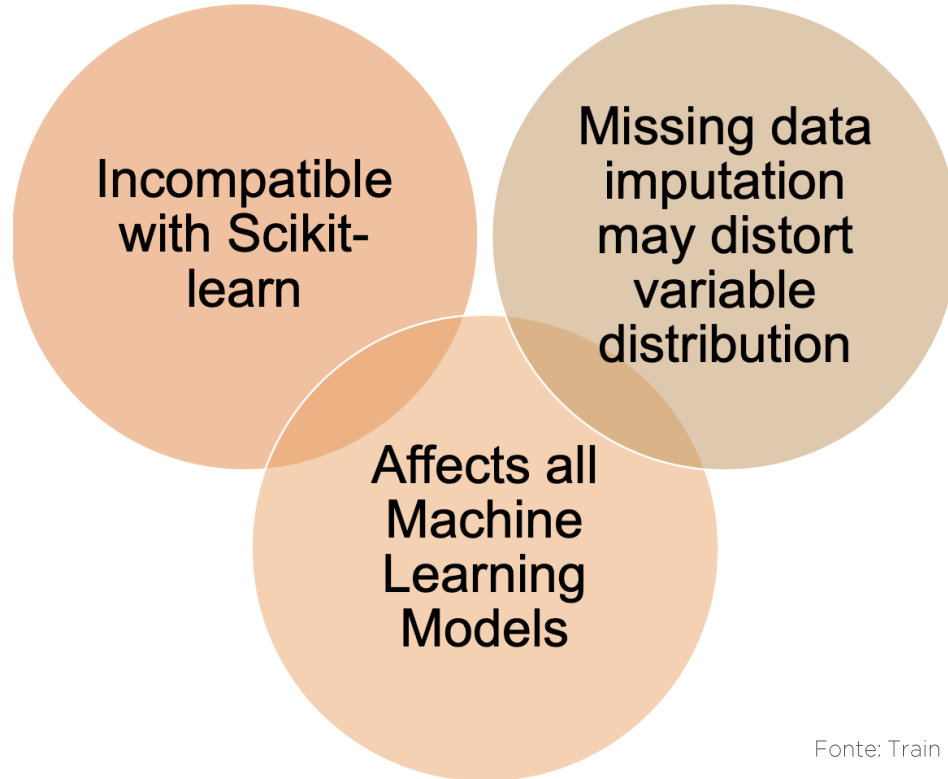 Incompatible
with Scikit-
learn
Missing data
imputation
may distort
variable
distribution
Affects all
Machine
Learning
Models
Fonte: Train